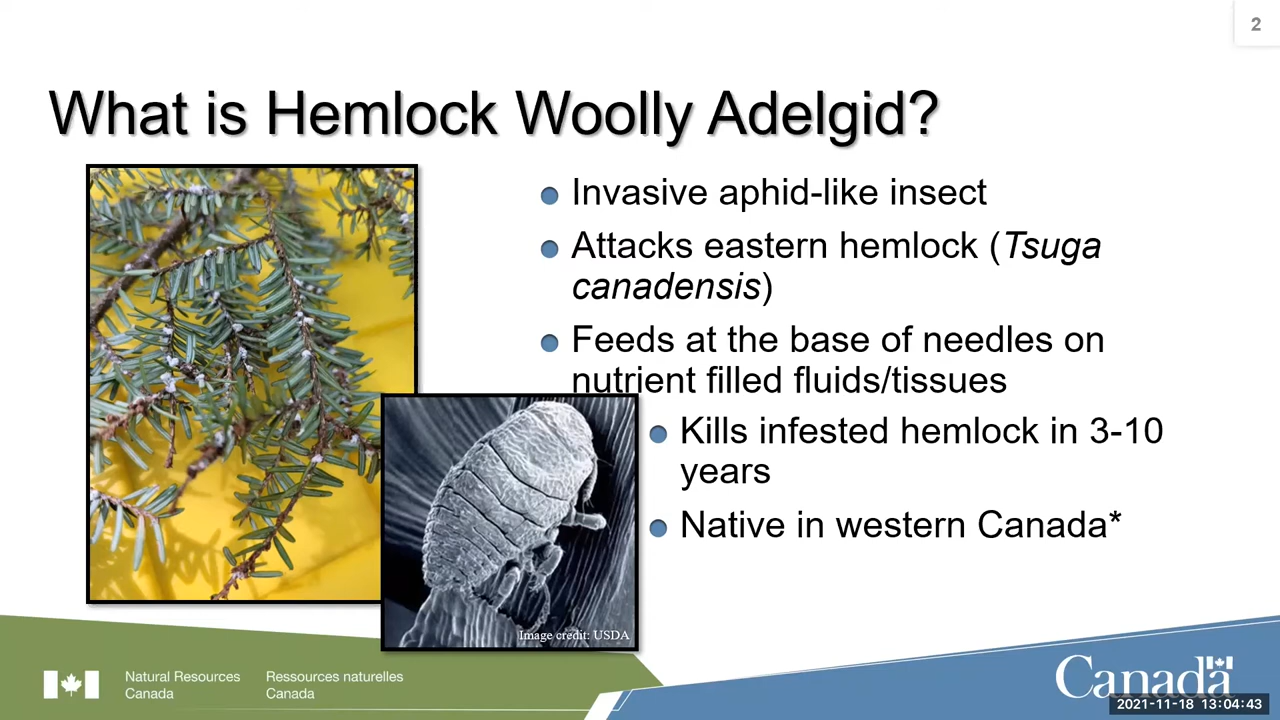 2
What is Hemlock Woolly Adelgid?
Invasive aphid-like insect
Attacks eastern hemlock (Tsuga
canadensis)
Feeds at the base of needles on
nutrient filled fluids/tissues
Kills infested hemlock in 3-10
years
Native in western Canada*
Image credit: USDA
Natural Resources
Canada
Ressources naturelles
Canada
Canada
2021-11-18 13:04:43